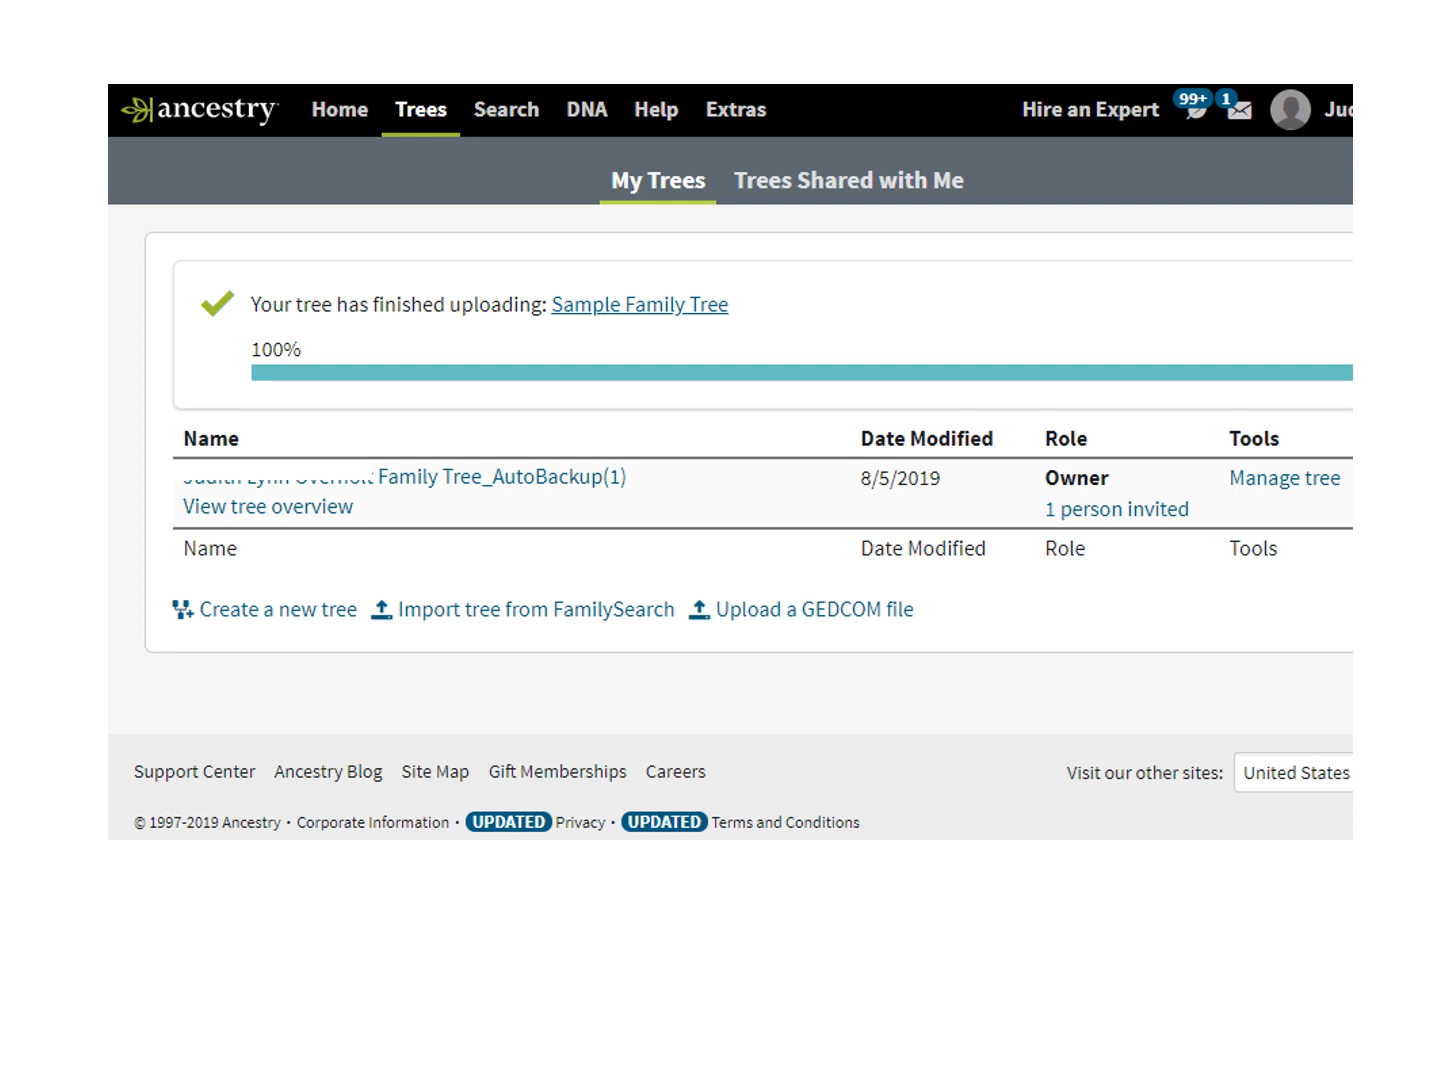 ancestry Home Trees Search DNA Help Extras Hire an Expert 99+ 1
My Trees Trees Shared with Me
Your tree has finished uploading: Sample Family Tree
100%
Name Date Modified Role Tools
Family Tree_AutoBackup(1) 8/5/2019 Owner Manage tree
View tree overview 1 person invited
Name Date Modified Role Tools
Create a new tree Import tree from FamilySearch Upload a GEDCOM file
Support Center Ancestry Blog Site Map Gift Memberships Careers Visit our other sites: United States
© 1997-2019 Ancestry · Corporate Information · UPDATED Privacy · UPDATED Terms and Conditions